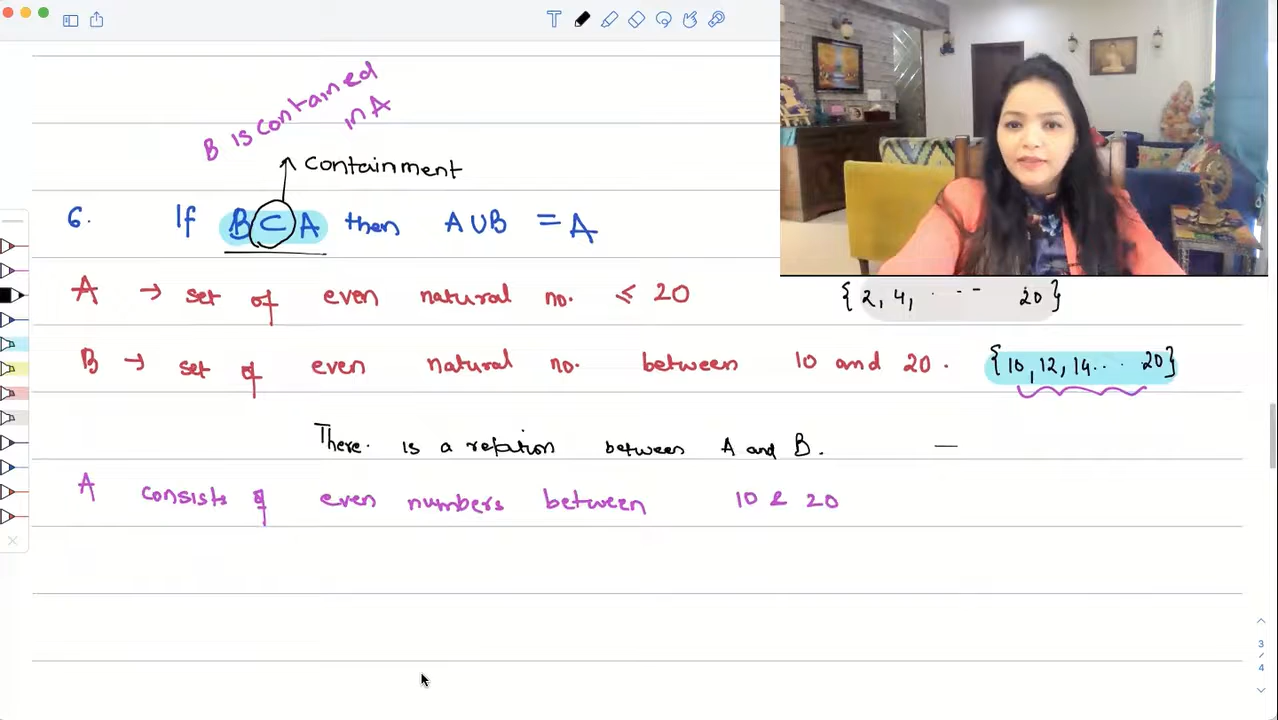 B is contained
in A
containment
6. If B ⊂ A then A ∪ B = A
A → set of even natural no. ≤ 20 {2, 4, - - - - 20}
B → set of even natural no. between 10 and 20. {10, 12, 14 . . . 20}
There. is a relation between A and B. —
A consists of even numbers between 10 & 20
3
/
4